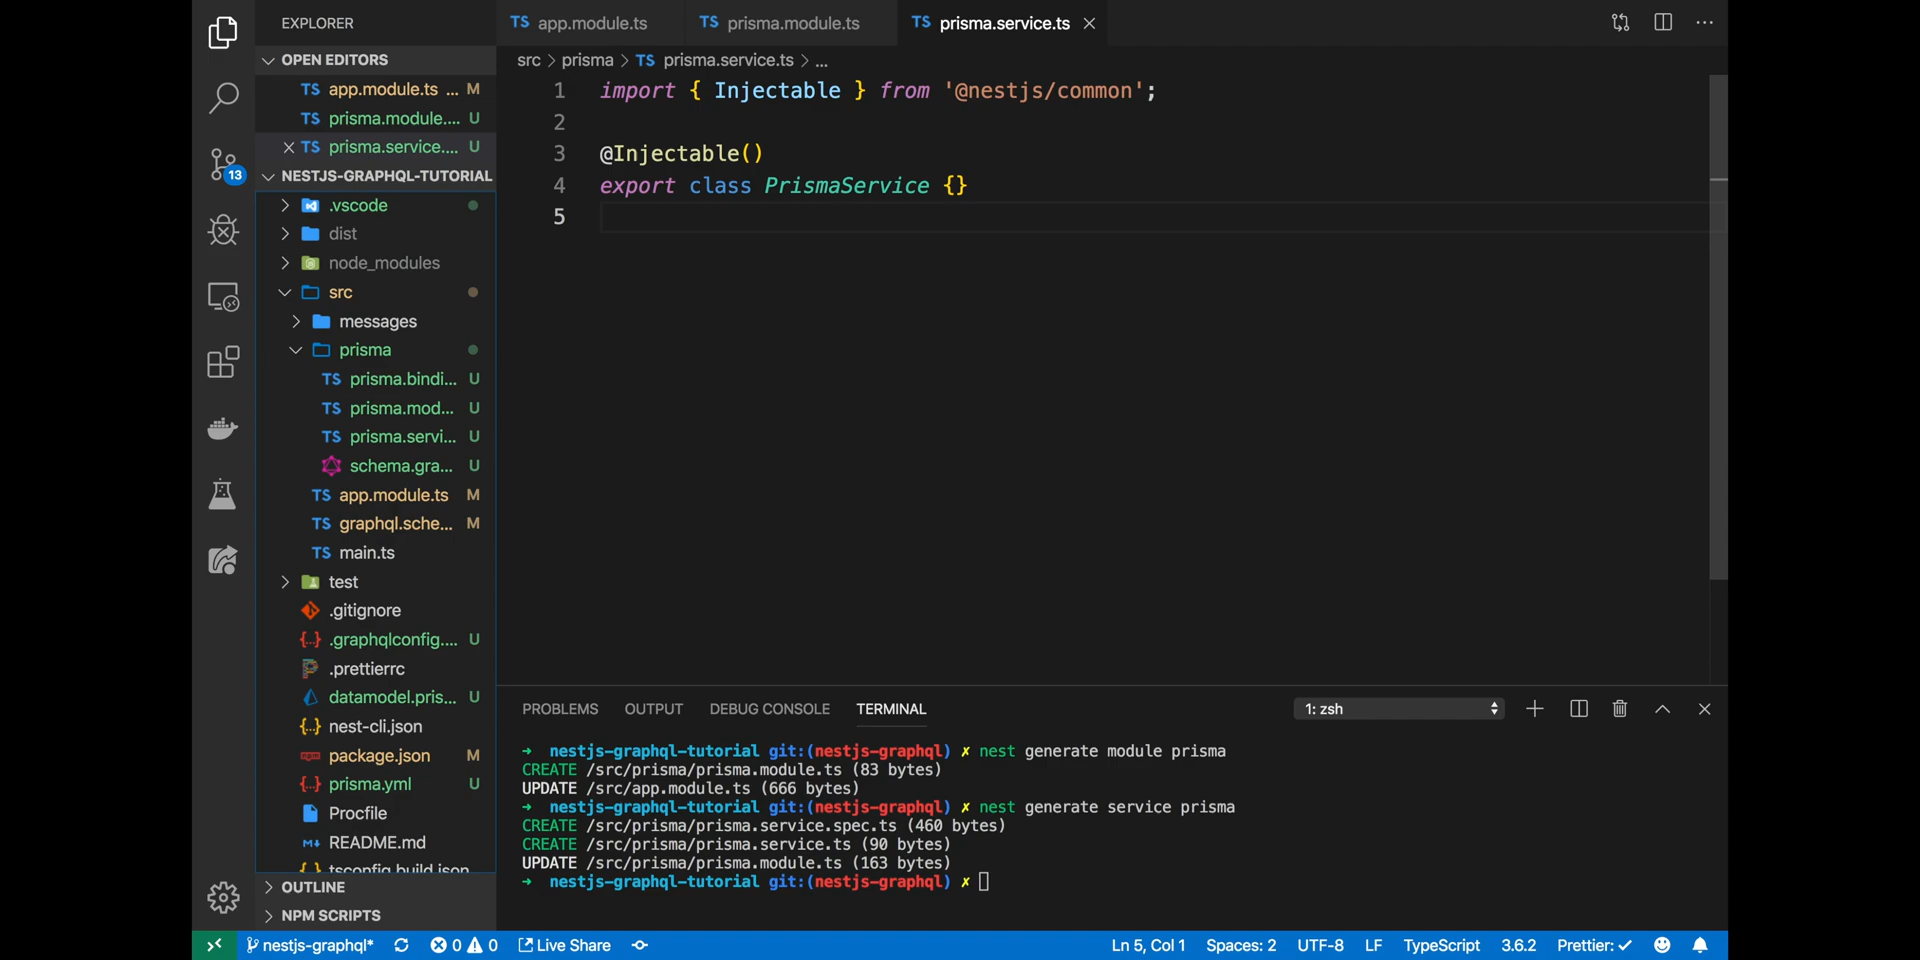 EXPLORER
OPEN EDITORS
TS app.module.ts ... M
TS prisma.module.... U
TS prisma.service.... U
NESTJS-GRAPHQL-TUTORIAL
.vscode
dist
node_modules
src
messages
prisma
TS prisma.bindi... U
TS prisma.mod... U
TS prisma.servi... U
schema.gra... U
TS app.module.ts M
TS graphql.sche... M
TS main.ts
test
.gitignore
{..} .graphqlconfig.... U
.prettierrc
datamodel.pris... U
{..} nest-cli.json
package.json M
{..} prisma.yml U
Procfile
README.md
tsconfig.build.json
OUTLINE
NPM SCRIPTS
13
TS app.module.ts
TS prisma.module.ts
TS prisma.service.ts
src > prisma > TS prisma.service.ts > ...
1 import { Injectable } from '@nestjs/common';
2
3 @Injectable()
4 export class PrismaService {}
5
PROBLEMS OUTPUT DEBUG CONSOLE TERMINAL 1: zsh
➜ nestjs-graphql-tutorial git:(nestjs-graphql) ✗ nest generate module prisma
CREATE /src/prisma/prisma.module.ts (83 bytes)
UPDATE /src/app.module.ts (666 bytes)
➜ nestjs-graphql-tutorial git:(nestjs-graphql) ✗ nest generate service prisma
CREATE /src/prisma/prisma.service.spec.ts (460 bytes)
CREATE /src/prisma/prisma.service.ts (90 bytes)
UPDATE /src/prisma/prisma.module.ts (163 bytes)
➜ nestjs-graphql-tutorial git:(nestjs-graphql) ✗
nestjs-graphql* 0 0 Live Share Ln 5, Col 1 Spaces: 2 UTF-8 LF TypeScript 3.6.2 Prettier: ✓